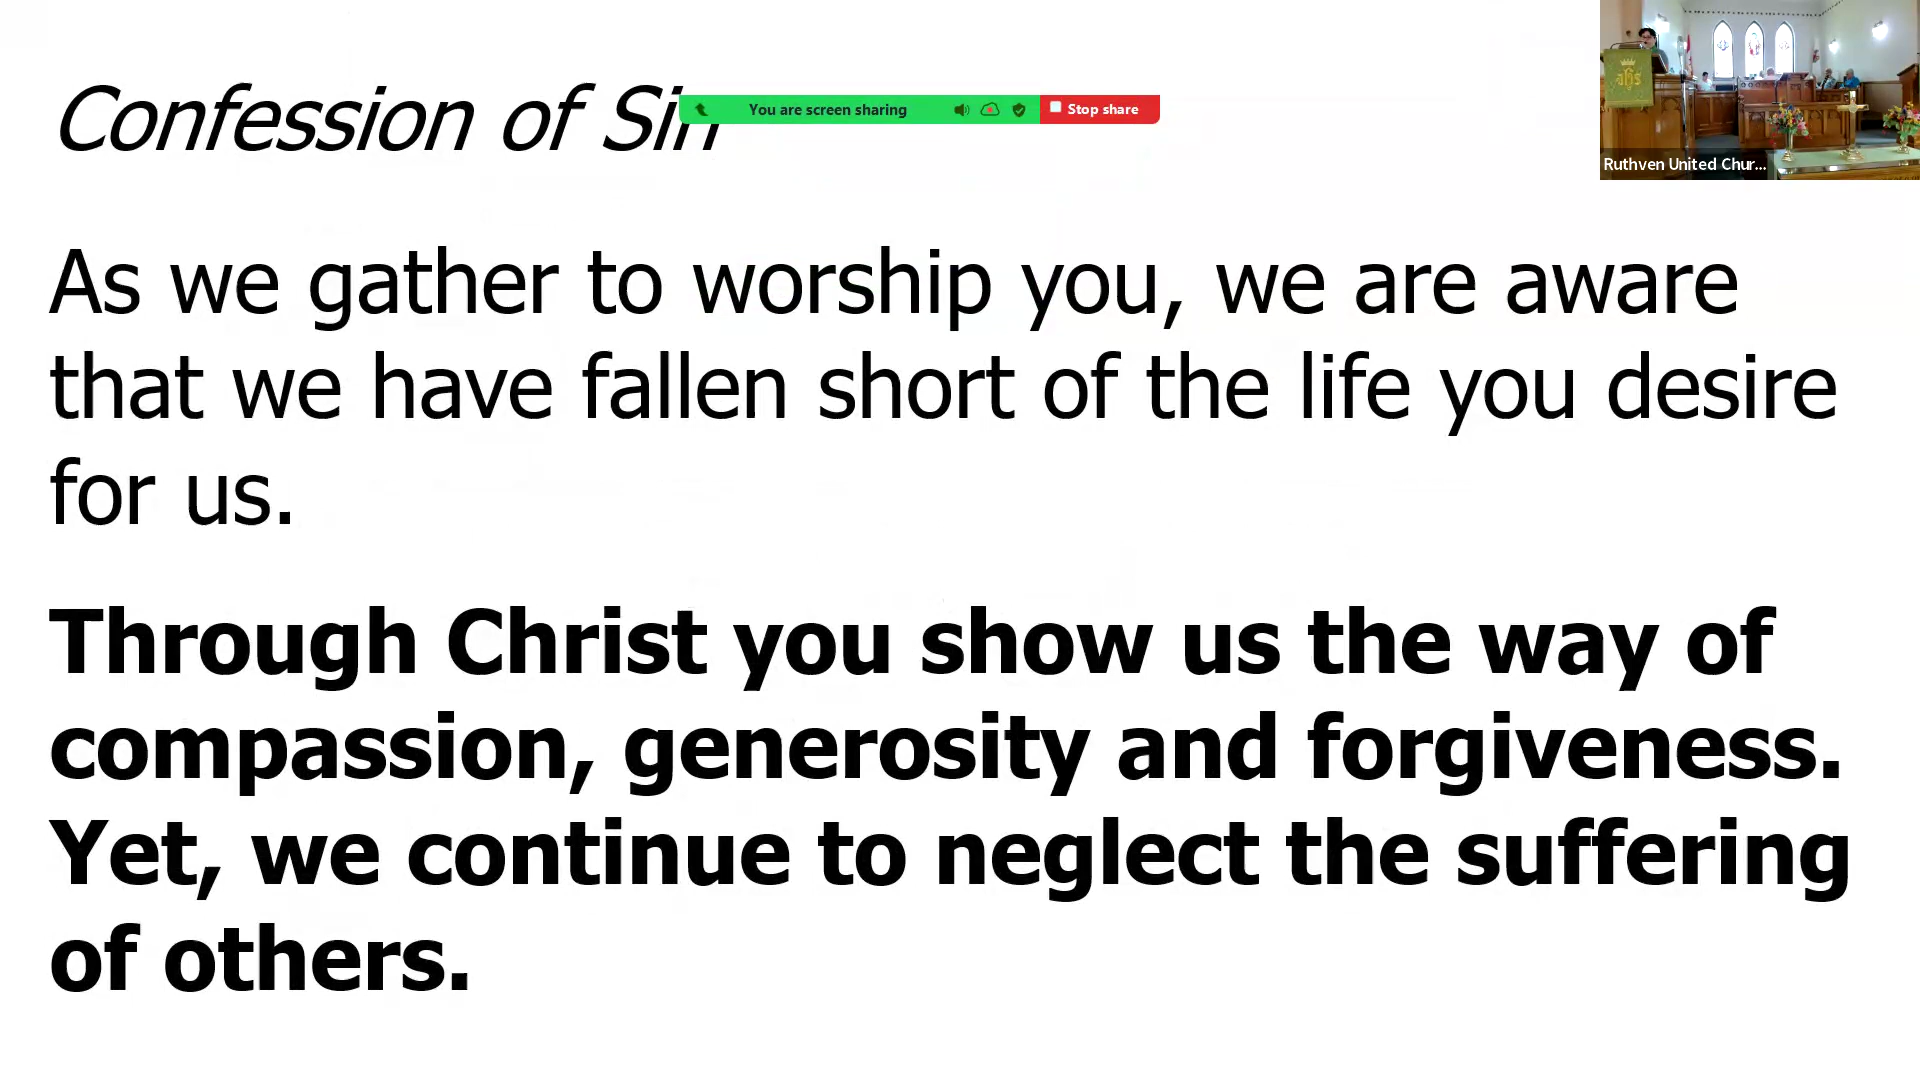 Confession of Sin
You are screen sharing
Stop share
Ruthven United Chur...
As we gather to worship you, we are aware
that we have fallen short of the life you desire
for us.
Through Christ you show us the way of
compassion, generosity and forgiveness.
Yet, we continue to neglect the suffering
of others.